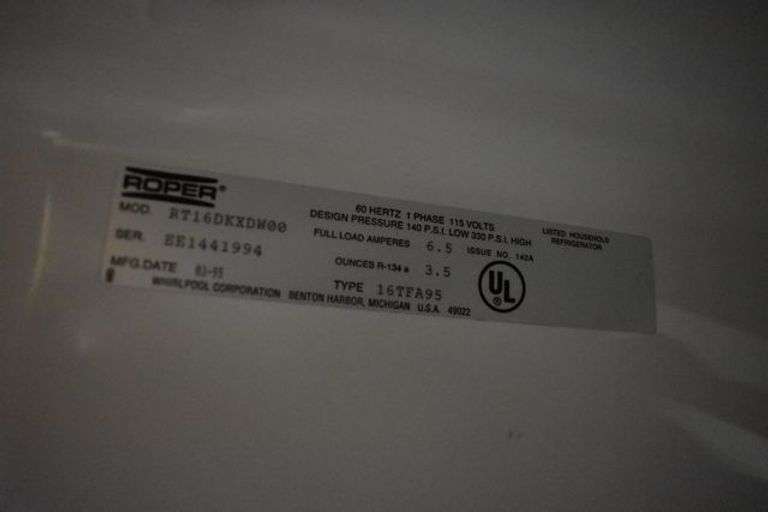 ROPER®
MOD. RT16DKXDW00
SER. EE1441994
MFG.DATE 03-95
60 HERTZ 1 PHASE 115 VOLTS
DESIGN PRESSURE 140 P.S.I. LOW 330 P.S.I. HIGH
FULL LOAD AMPERES 6.5 ISSUE NO. 142A
OUNCES R-134 a 3.5
TYPE 16TFA95
LISTED HOUSEHOLD
REFRIGERATOR
UL
®
WHIRLPOOL CORPORATION BENTON HARBOR, MICHIGAN U.S.A. 49022